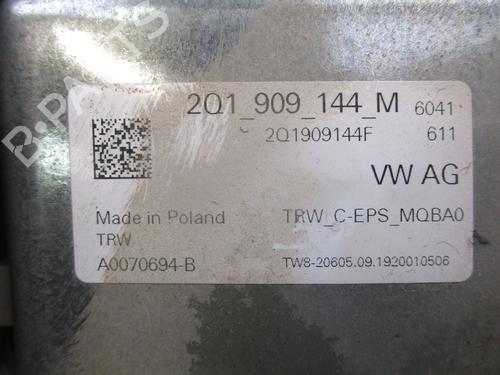 B-PARTS
2Q1_909_144_M 6041
2Q1909144F 611
VW AG
Made in Poland TRW_C-EPS_MQBA0
TRW
A0070694-B TW8-20605.09.1920010506